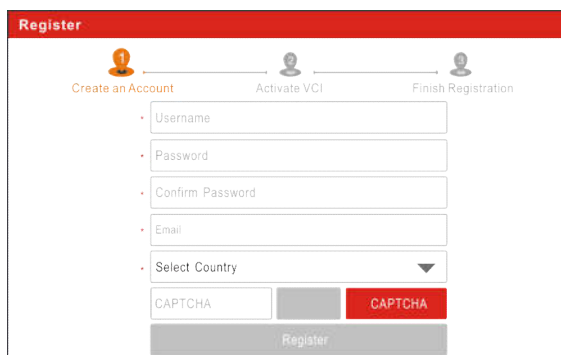 Register
1 2 3
Create an Account Activate VCI Finish Registration
* Username
* Password
* Confirm Password
* Email
* Select Country
CAPTCHA CAPTCHA
Register